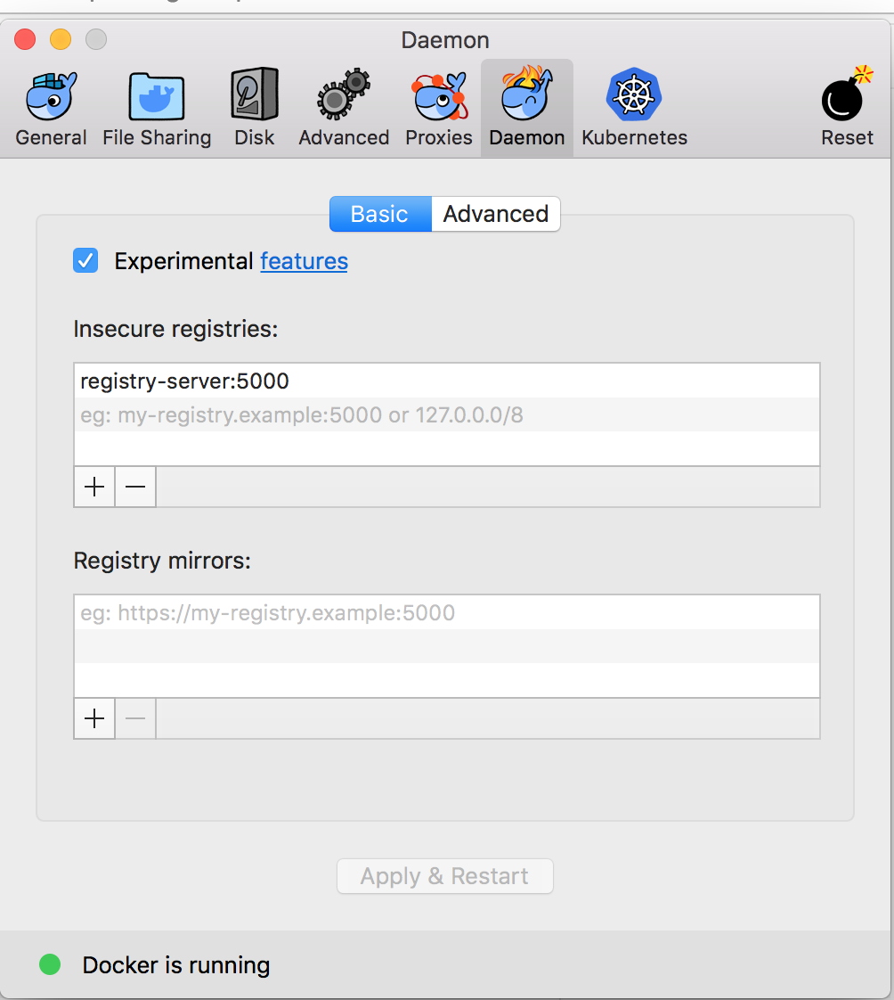 Daemon
General
File Sharing
Disk
Advanced
Proxies
Daemon
Kubernetes
Reset
Basic
Advanced
Experimental features
Insecure registries:
registry-server:5000
eg: my-registry.example:5000 or 127.0.0.0/8
Registry mirrors:
eg: https://my-registry.example:5000
Apply & Restart
Docker is running